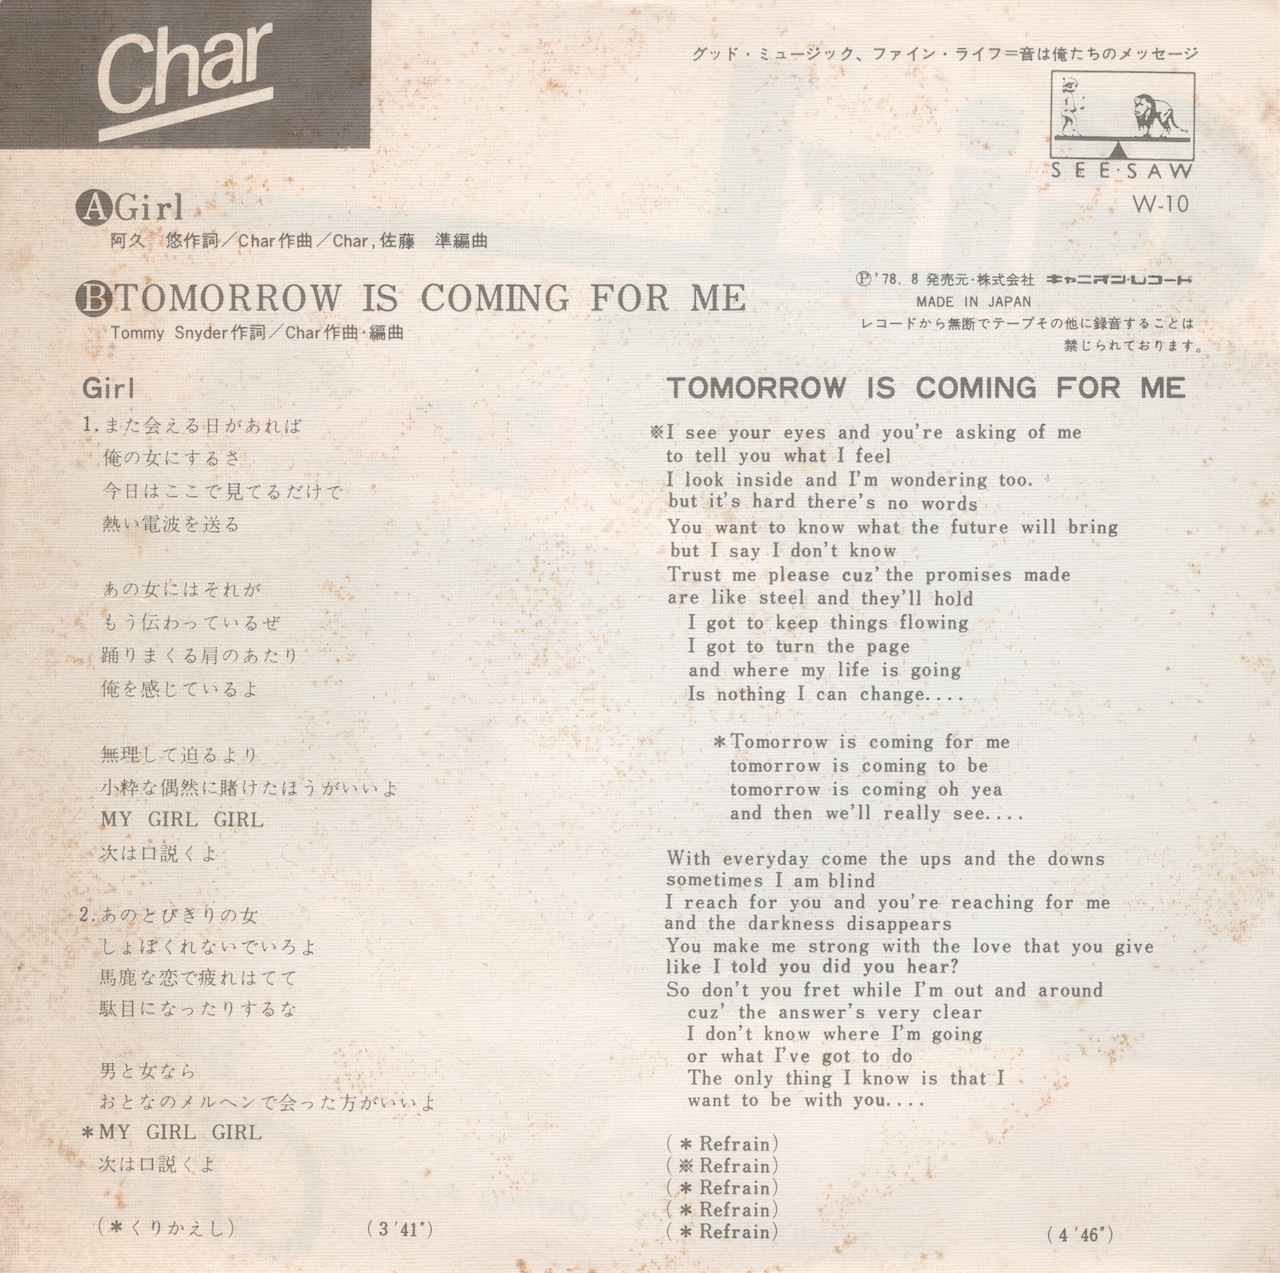 Char
グッド・ミュージック、ファイン・ライフ=音は俺たちのメッセージ
SEE・SAW
W-10
A Girl
阿久 悠作詞／Char作曲／Char,佐藤 準編曲
B TOMORROW IS COMING FOR ME
Tommy Snyder作詞／Char作曲・編曲
Ⓟ'78. 8 発売元・株式会社 キャニオン・レコード
MADE IN JAPAN
レコードから無断でテープその他に録音することは
禁じられております。
Girl
1.また会える日があれば
俺の女にするさ
今日はここで見てるだけで
熱い電波を送る
あの女にはそれが
もう伝わっているぜ
踊りまくる肩のあたり
俺を感じているよ
無理して迫るより
小粋な偶然に賭けたほうがいいよ
MY GIRL GIRL
次は口説くよ
2.あのとびきりの女
しょぼくれないでいろよ
馬鹿な恋で疲れはてて
駄目になったりするな
男と女なら
おとなのメルヘンで会った方がいいよ
*MY GIRL GIRL
次は口説くよ
(*くりかえし) (3'41")
TOMORROW IS COMING FOR ME
※I see your eyes and you're asking of me
to tell you what I feel
I look inside and I'm wondering too.
but it's hard there's no words
You want to know what the future will bring
but I say I don't know
Trust me please cuz' the promises made
are like steel and they'll hold
I got to keep things flowing
I got to turn the page
and where my life is going
Is nothing I can change....
*Tomorrow is coming for me
tomorrow is coming to be
tomorrow is coming oh yea
and then we'll really see....
With everyday come the ups and the downs
sometimes I am blind
I reach for you and you're reaching for me
and the darkness disappears
You make me strong with the love that you give
like I told you did you hear?
So don't you fret while I'm out and around
cuz' the answer's very clear
I don't know where I'm going
or what I've got to do
The only thing I know is that I
want to be with you....
(* Refrain)
(※ Refrain)
(* Refrain)
(* Refrain)
(* Refrain) (4'46")